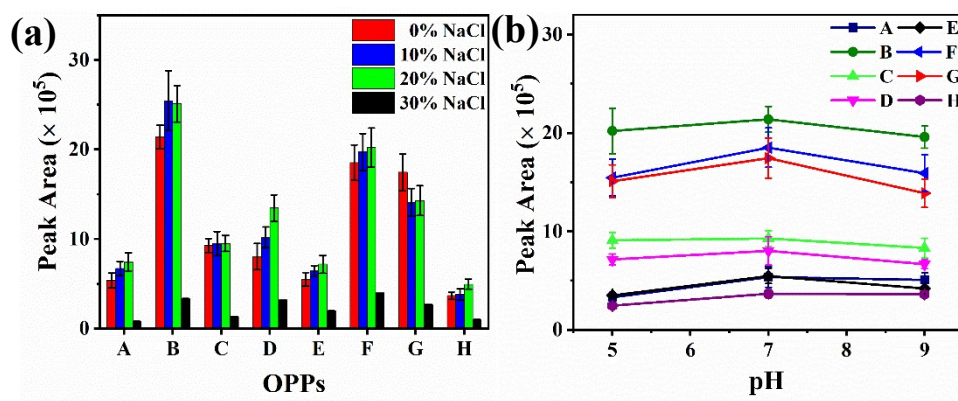 (a)
0% NaCl
10% NaCl
20% NaCl
30% NaCl
Peak Area (× 10⁵)
30
20
10
0
A B C D E F G H
OPPs
(b)
A E
B F
C G
D H
Peak Area (× 10⁵)
30
20
10
0
5 6 7 8 9
pH